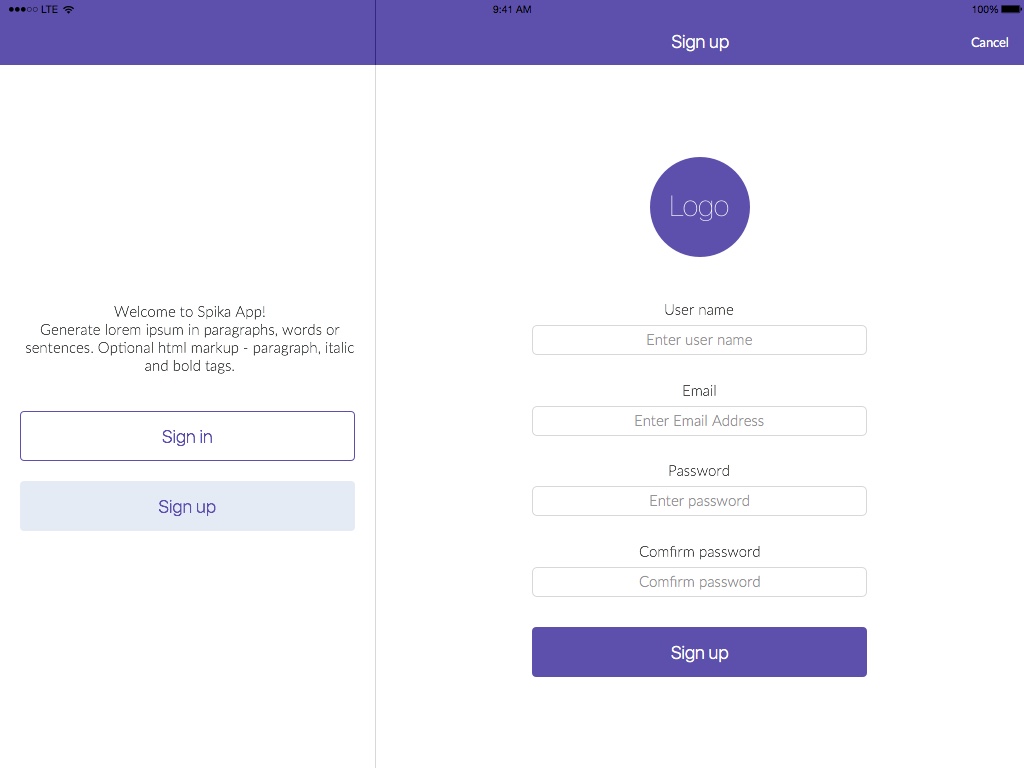 LTE
9:41 AM
100%
Sign up
Cancel
Logo
Welcome to Spika App!
Generate lorem ipsum in paragraphs, words or
sentences. Optional html markup - paragraph, italic
and bold tags.
Sign in
Sign up
User name
Enter user name
Email
Enter Email Address
Password
Enter password
Comfirm password
Comfirm password
Sign up